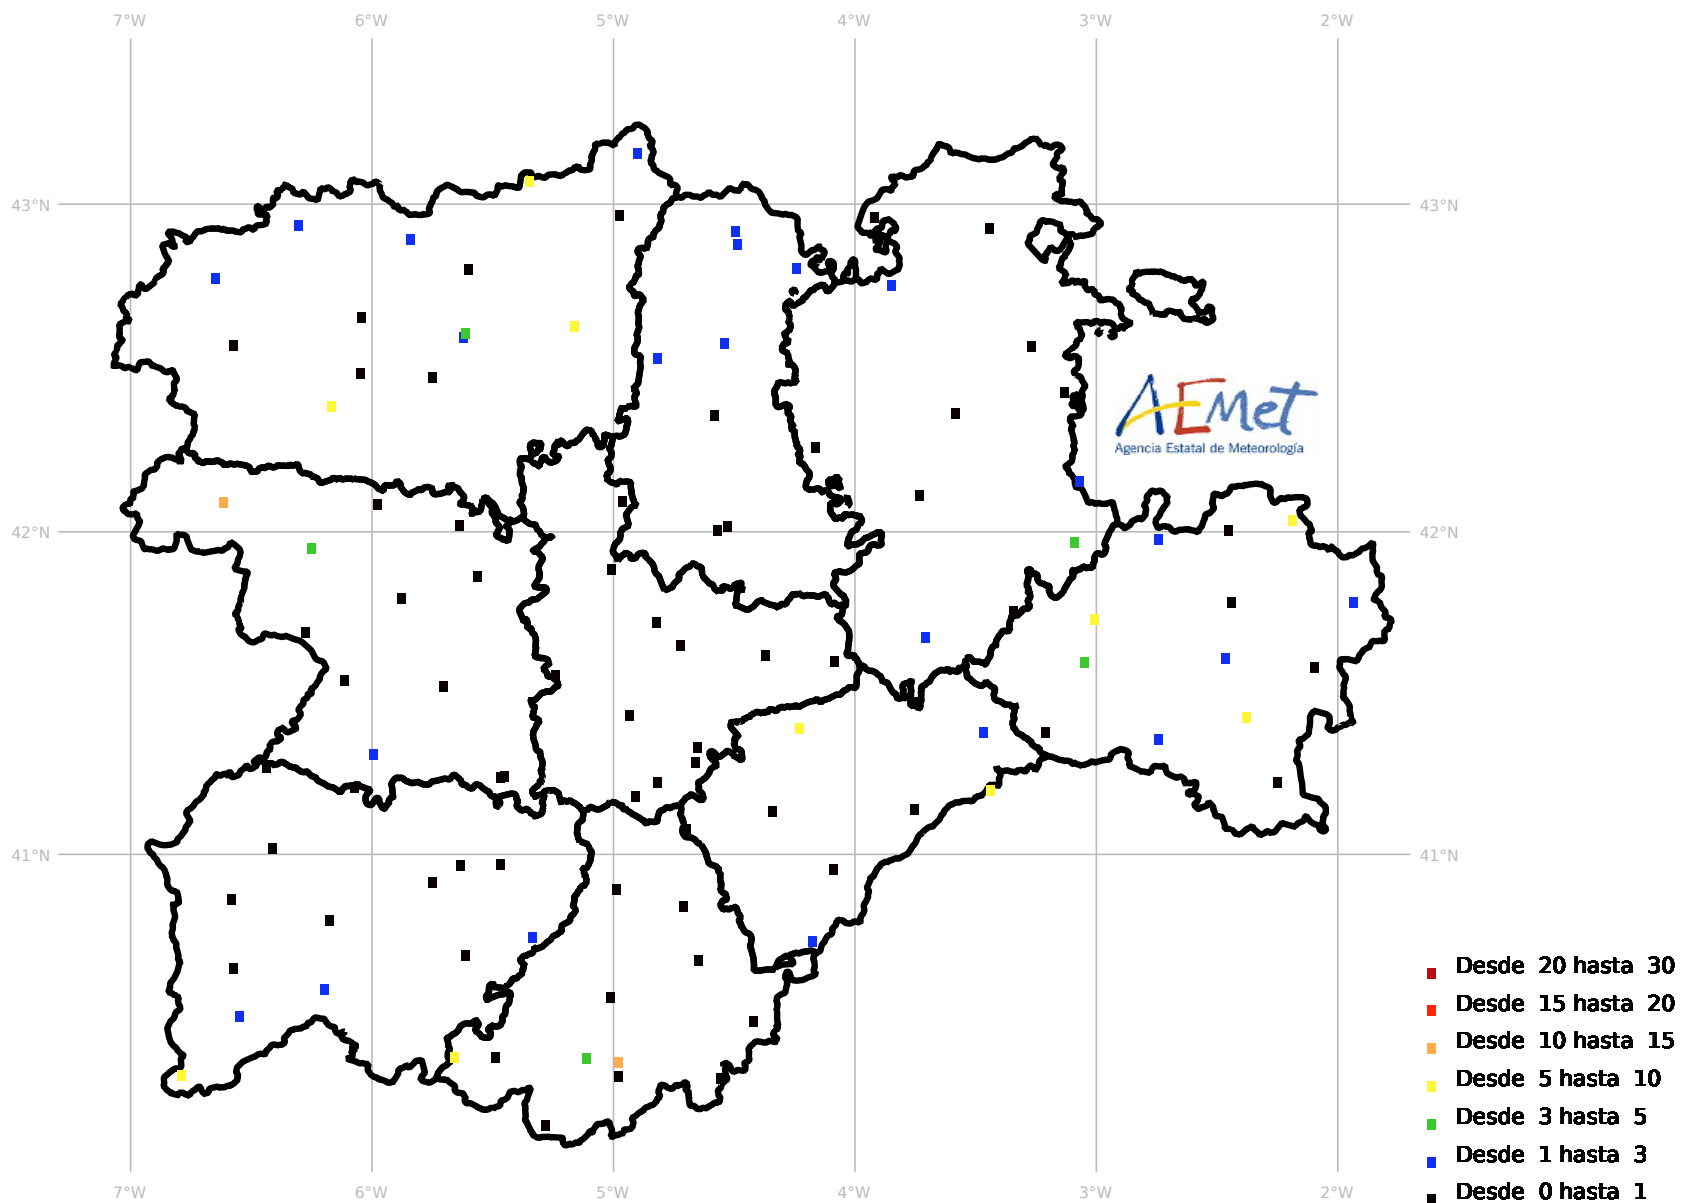 7°W 6°W 5°W 4°W 3°W 2°W
43°N 43°N
AEMet
Agencia Estatal de Meteorología
42°N 42°N
41°N 41°N
Desde 20 hasta 30
Desde 15 hasta 20
Desde 10 hasta 15
Desde 5 hasta 10
Desde 3 hasta 5
Desde 1 hasta 3
Desde 0 hasta 1
7°W 6°W 5°W 4°W 3°W 2°W